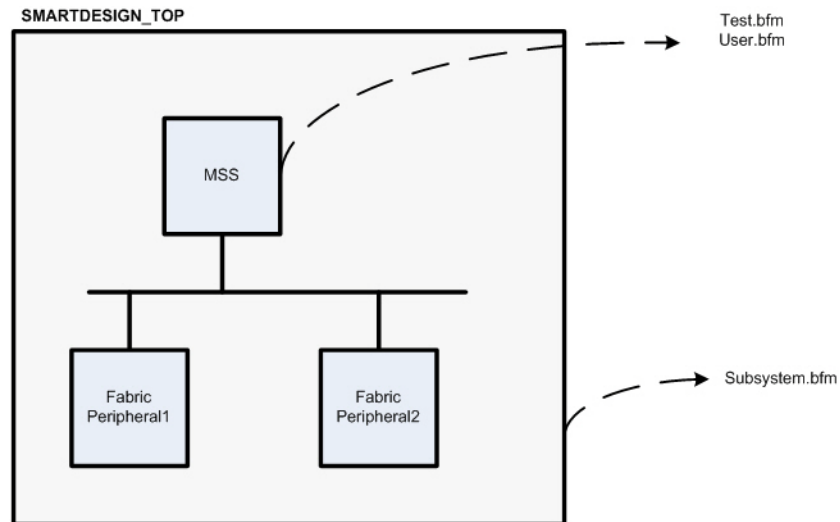 SMARTDESIGN_TOP
Test.bfm
User.bfm
MSS
Subsystem.bfm
Fabric
Peripheral1
Fabric
Peripheral2